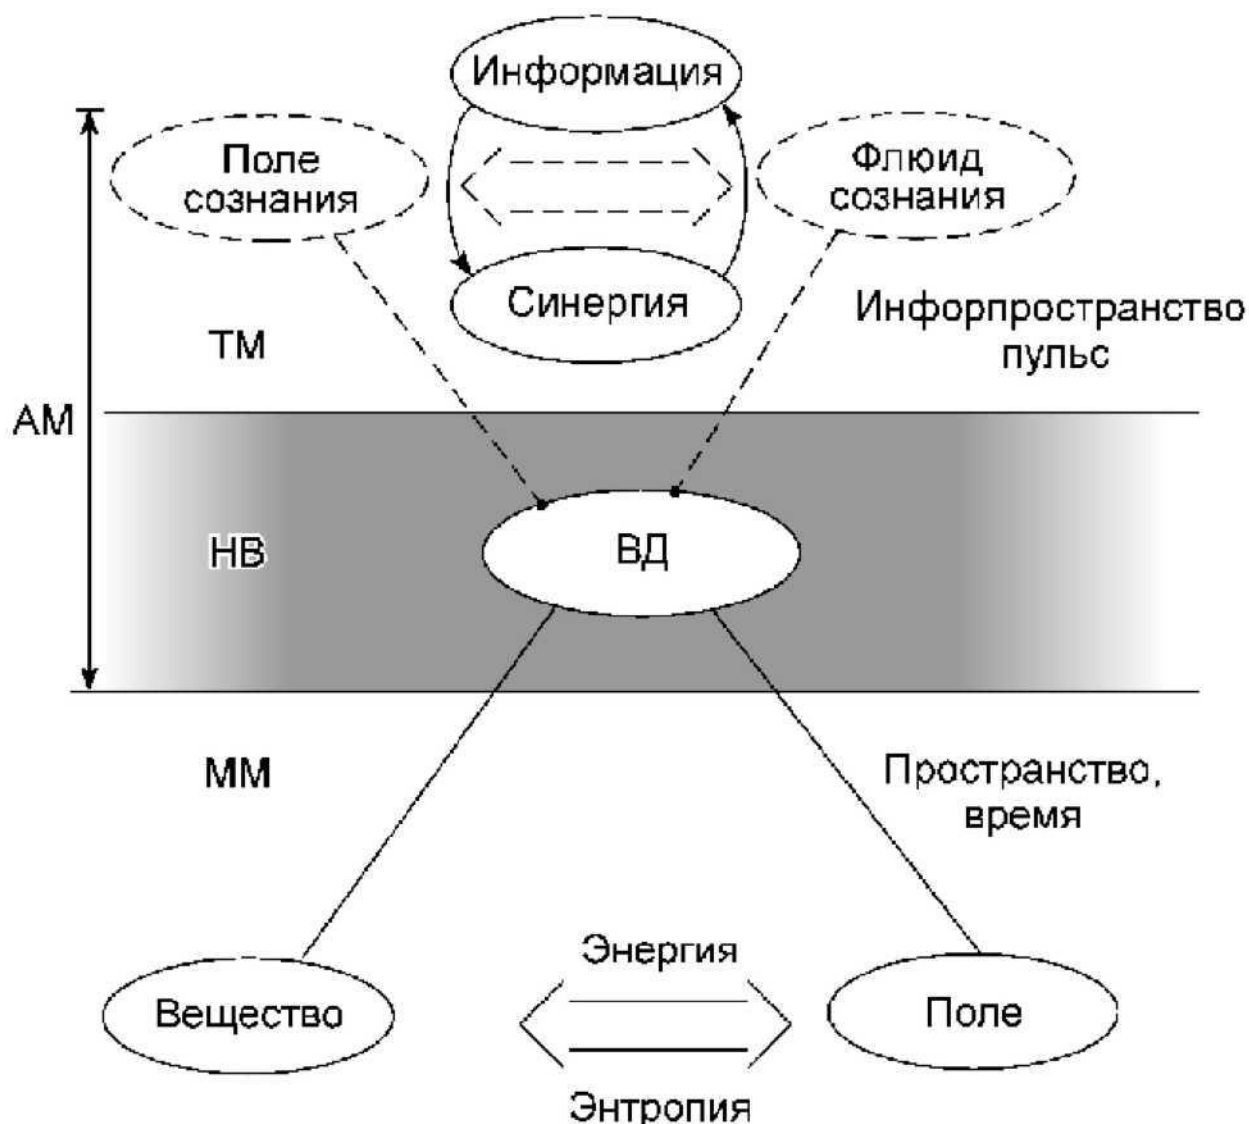 Информация
Поле
сознания
Флюид
сознания
Синергия
Инфорпространство
пульс
ТМ
АМ
НВ
ВД
ММ
Пространство,
время
Энергия
Вещество
Поле
Энтропия